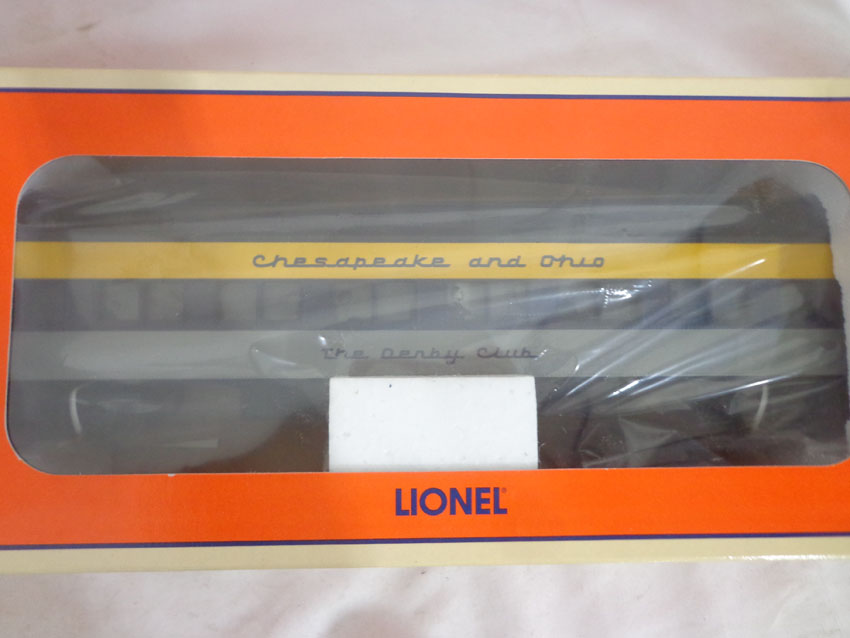 Chesapeake and Ohio
The Derby Club
LIONEL®